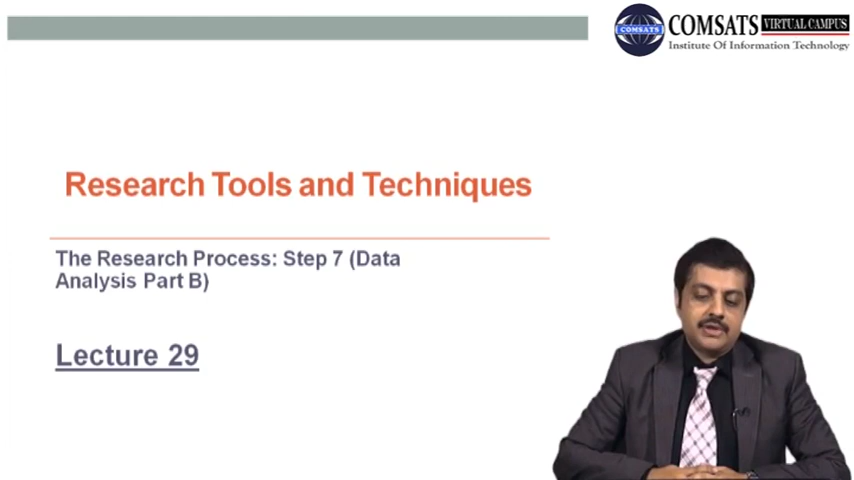 COMSATS VIRTUAL CAMPUS
COMSATS
Institute Of Information Technology
Research Tools and Techniques
The Research Process: Step 7 (Data
Analysis Part B)
Lecture 29